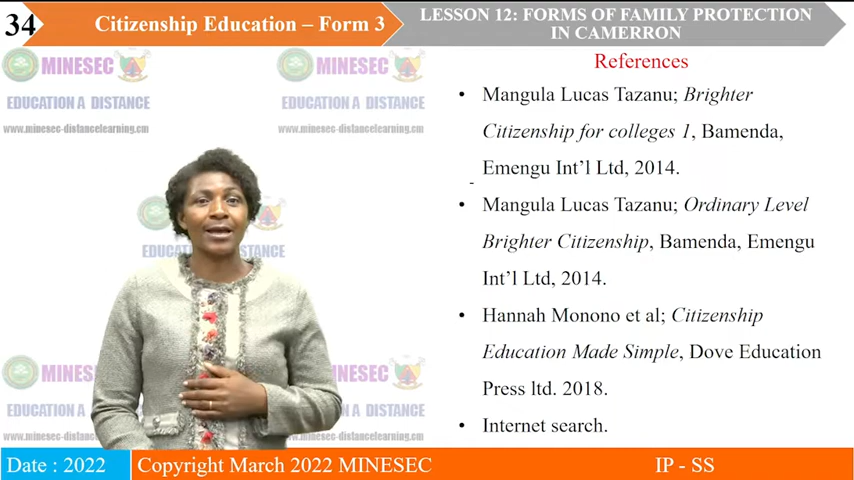 34
Citizenship Education – Form 3
LESSON 12: FORMS OF FAMILY PROTECTION
IN CAMERRON
MINESEC
EDUCATION A DISTANCE
www.minesec-distancelearning.cm
MINESEC
EDUCATION A DISTANCE
www.minesec-distancelearning.cm
References
• Mangula Lucas Tazanu; Brighter
Citizenship for colleges 1, Bamenda,
Emengu Int’l Ltd, 2014.
• Mangula Lucas Tazanu; Ordinary Level
Brighter Citizenship, Bamenda, Emengu
Int’l Ltd, 2014.
• Hannah Monono et al; Citizenship
Education Made Simple, Dove Education
Press ltd. 2018.
• Internet search.
Date : 2022
Copyright March 2022 MINESEC
IP - SS